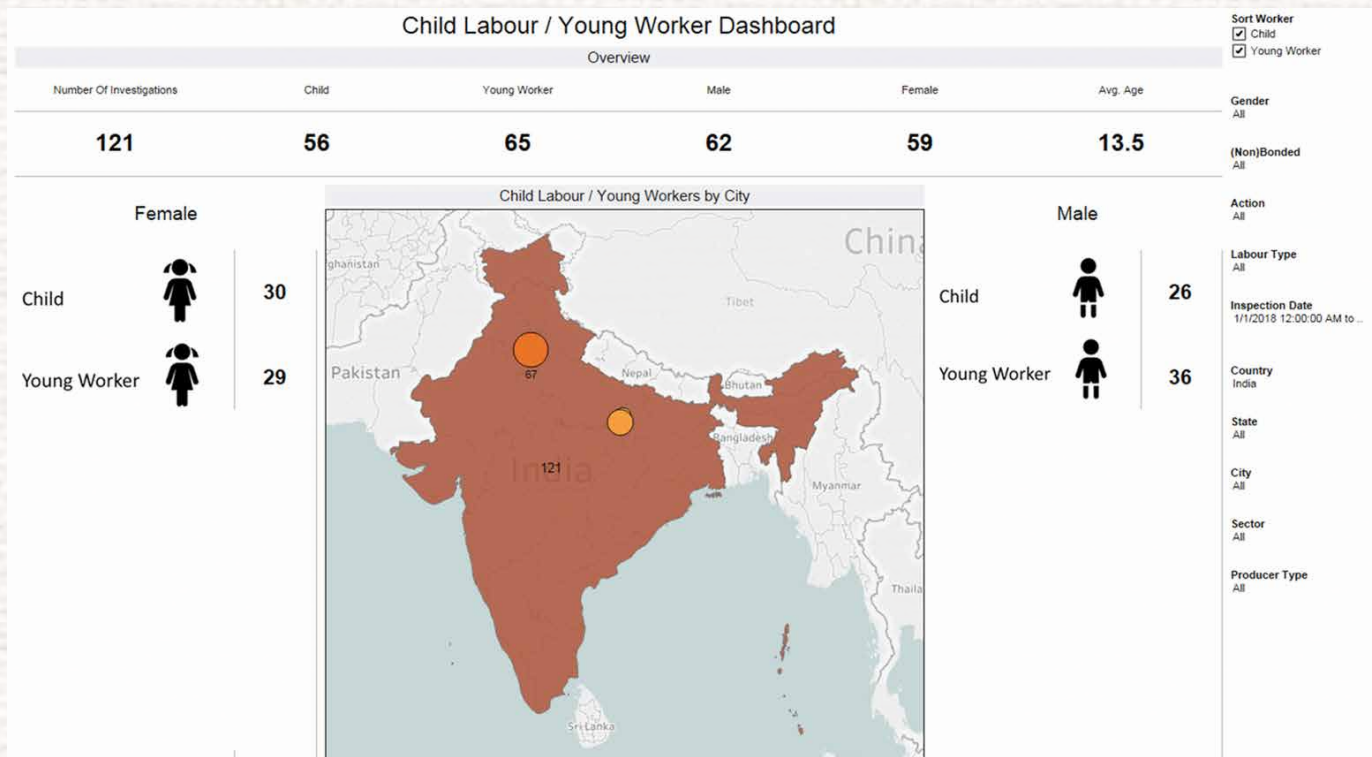 Child Labour / Young Worker Dashboard
Overview
Number Of Investigations Child Young Worker Male Female Avg. Age
121 56 65 62 59 13.5
Female
Child 30
Young Worker 29
Child Labour / Young Workers by City
China
ghanistan
Tibet
Pakistan
Nepal
Bhutan
67
Bangladesh
India
121
Myanmar
Thaila
Sri Lanka
Male
Child 26
Young Worker 36
Sort Worker
Child
Young Worker
Gender
All
(Non)Bonded
All
Action
All
Labour Type
All
Inspection Date
1/1/2018 12:00:00 AM to ...
Country
India
State
All
City
All
Sector
All
Producer Type
All